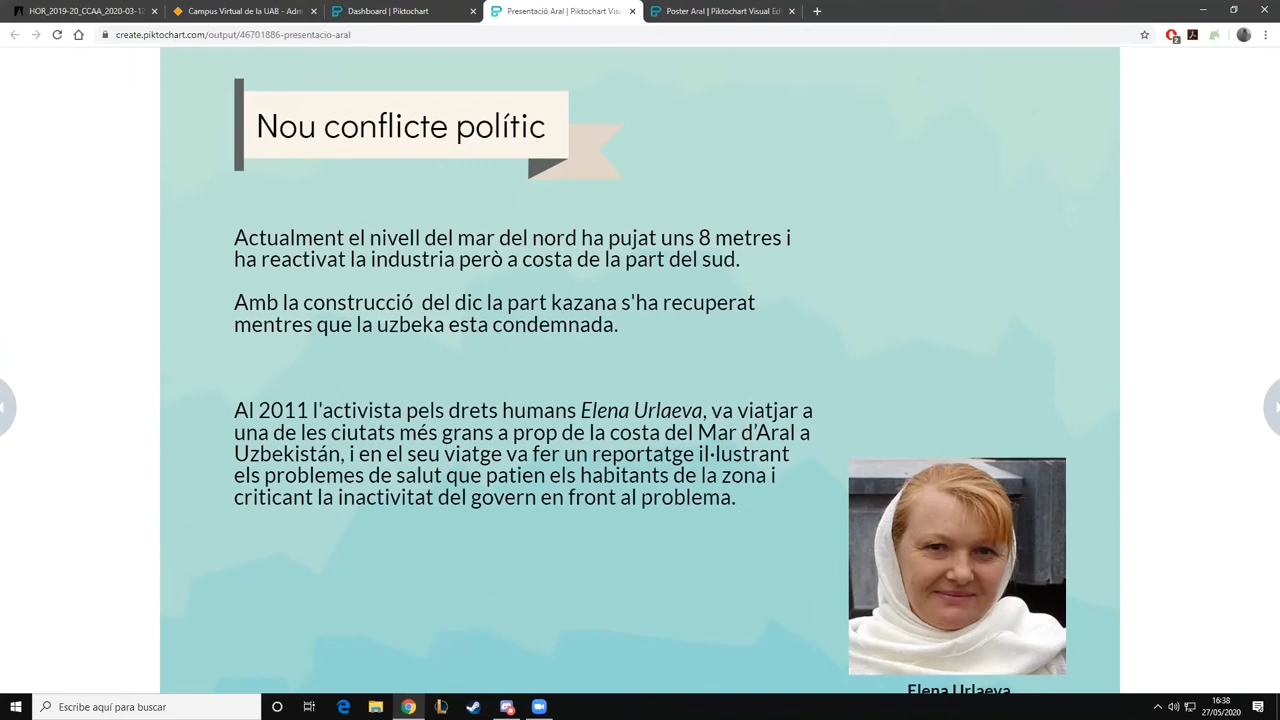 HOR_2019-20_CCAA_2020-03-12
Campus Virtual de la UAB - Adm
Dashboard | Piktochart
Presentació Aral | Piktochart Visu
Poster Aral | Piktochart Visual Edi
create.piktochart.com/output/46701886-presentacio-aral
2
Nou conflicte polític
Actualment el nivell del mar del nord ha pujat uns 8 metres i
ha reactivat la industria però a costa de la part del sud.
Amb la construcció del dic la part kazana s'ha recuperat
mentres que la uzbeka esta condemnada.
Al 2011 l'activista pels drets humans Elena Urlaeva, va viatjar a
una de les ciutats més grans a prop de la costa del Mar d’Aral a
Uzbekistán, i en el seu viatge va fer un reportatge il·lustrant
els problemes de salut que patien els habitants de la zona i
criticant la inactivitat del govern en front al problema.
Elena Urlaeva
Escribe aquí para buscar
16:38
27/05/2020